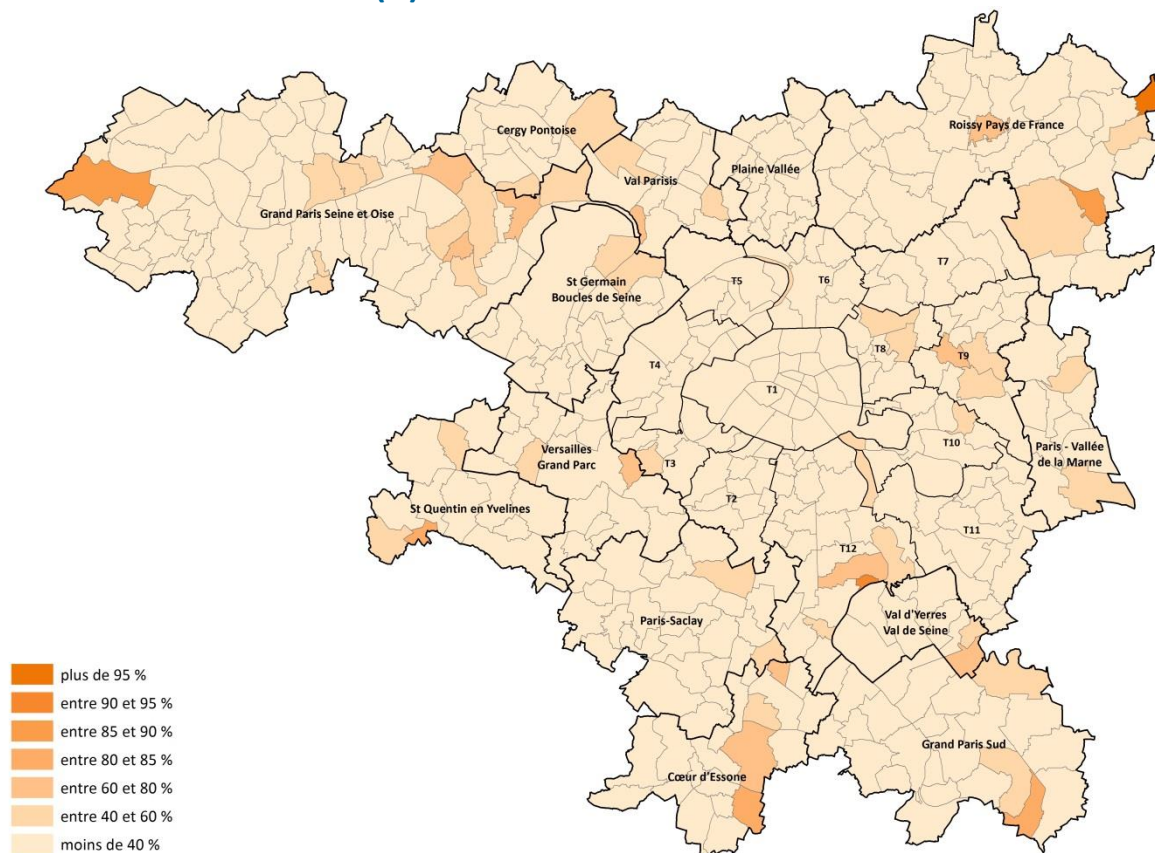 Cergy Pontoise
Roissy Pays de France
Val Parisis
Plaine Vallée
Grand Paris Seine et Oise
T7
St Germain
Boucles de Seine
T5
T6
T8
T9
T4
T1
Versailles
Grand Parc
T3
T10
Paris - Vallée
de la Marne
T2
St Quentin en Yvelines
T11
T12
Paris-Saclay
Val d'Yerres
Val de Seine
Grand Paris Sud
Cœur d'Essone
plus de 95 %
entre 90 et 95 %
entre 85 et 90 %
entre 80 et 85 %
entre 60 et 80 %
entre 40 et 60 %
moins de 40 %